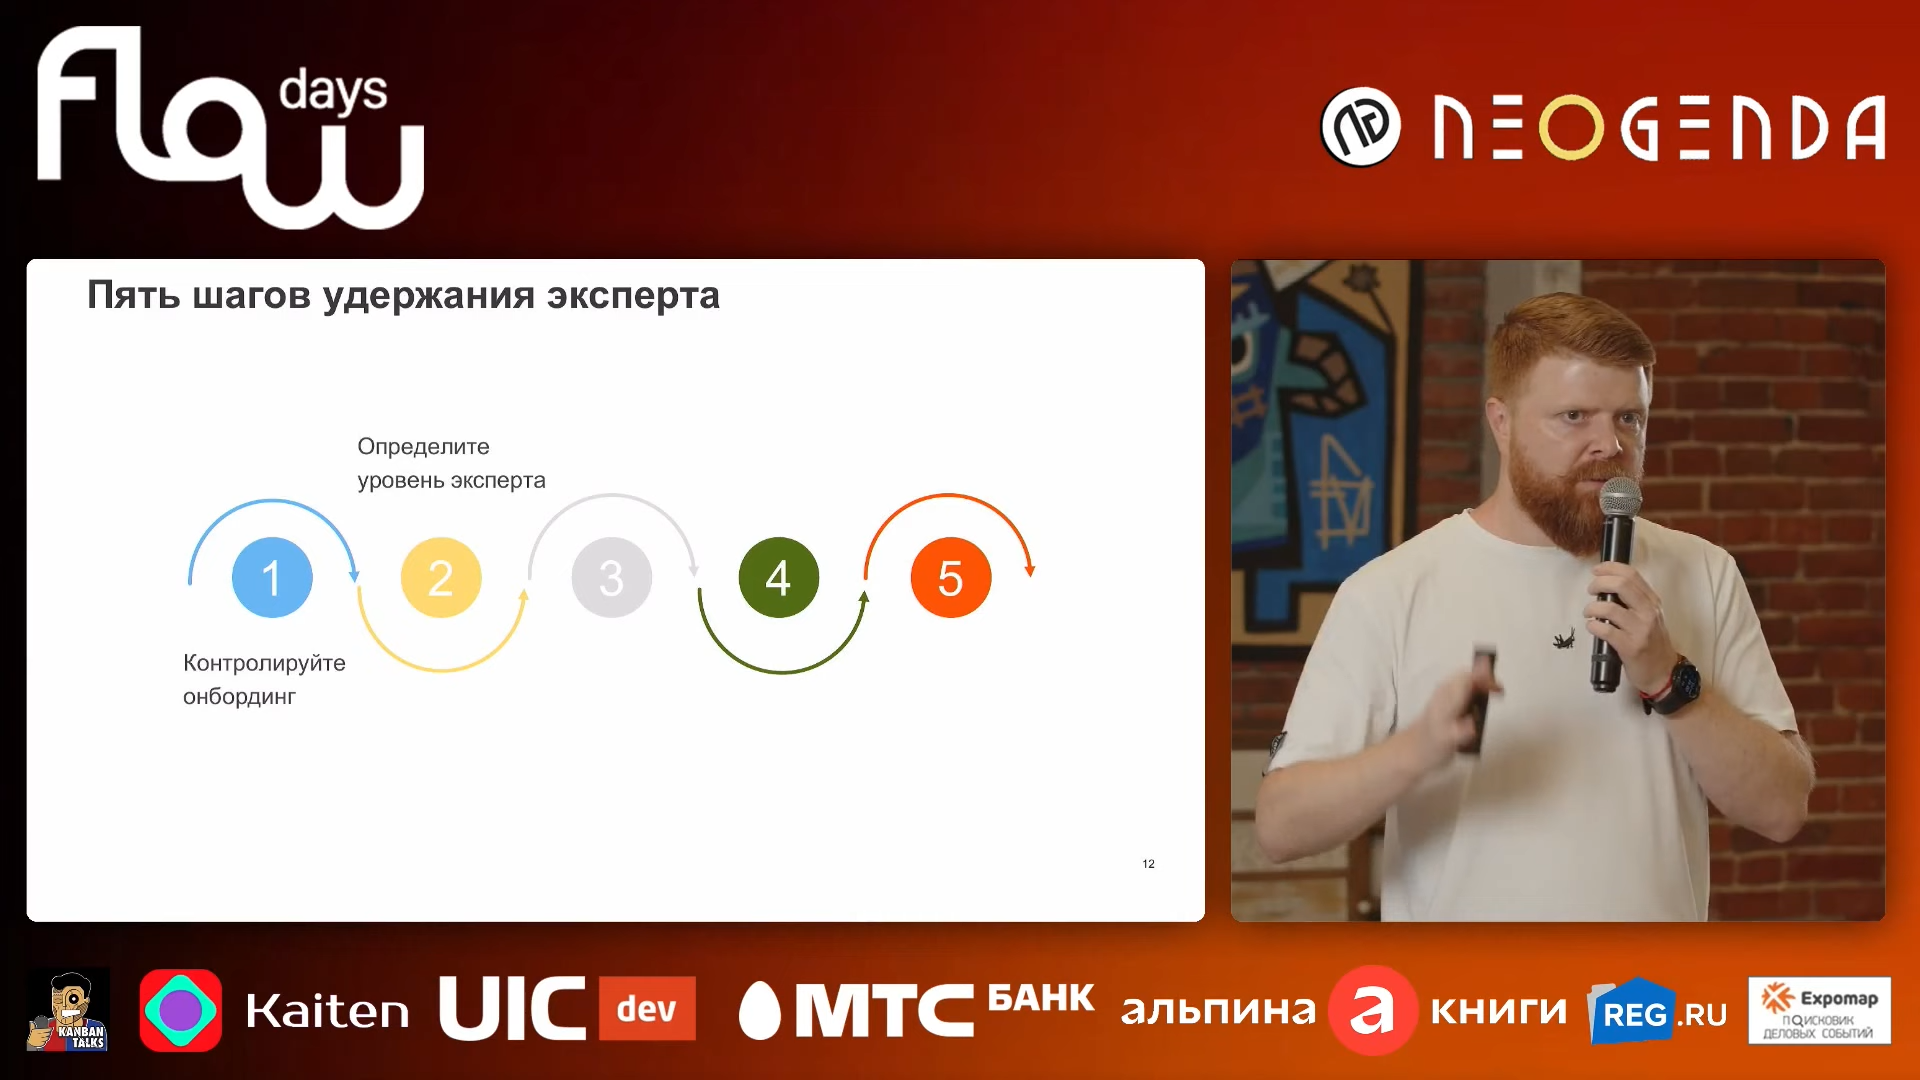 flow
days
NEOGENDA
Пять шагов удержания эксперта
Определите
уровень эксперта
1
2
3
4
5
Контролируйте
онбординг
12
KANBAN
TALKS
Kaiten
UIC
dev
МТС
БАНК
альпина
а
книги
REG.RU
Expomap
ПОИСКОВИК
ДЕЛОВЫХ СОБЫТИЙ